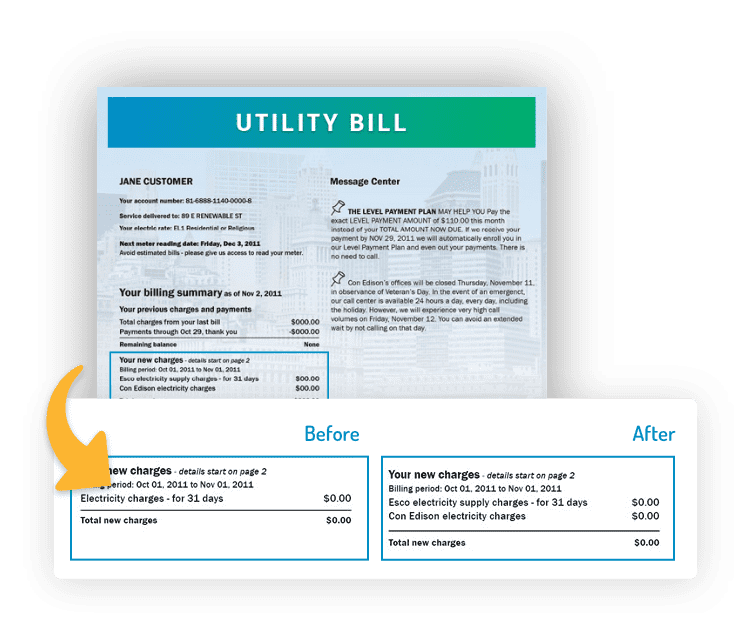 UTILITY BILL
JANE CUSTOMER
Your account number: 81-6888-1140-0000-8
Service delivered to: 89 E RENEWABLE ST
Your electric rate: EL1 Residential or Religious
Next meter reading date: Friday, Dec 3, 2011
Avoid estimated bills - please give us access to read your meter.
Your billing summary as of Nov 2, 2011
Your previous charges and payments
Total charges from your last bill $000.00
Payments through Oct 29, thank you -$000.00
Remaining balance None
Your new charges - details start on page 2
Billing period: Oct 01, 2011 to Nov 01, 2011
Esco electricity supply charges - for 31 days $00.00
Con Edison electricity charges $00.00
Message Center
THE LEVEL PAYMENT PLAN MAY HELP YOU Pay the
exact LEVEL PAYMENT AMOUNT of $110.00 this month
instead of your TOTAL AMOUNT NOW DUE. If we receive your
payment by NOV 29, 2011 we will automatically enroll you in
our Level Payment Plan and even out your payments. There is
no need to call.
Con Edison's offices will be closed Thursday, November 11,
in observance of Veteran's Day. In the event of an emergenct,
our call center is available 24 hours a day, every day, including
the holiday. However, we will experience very high call
volumes on Friday, November 12. You can avoid an extended
wait by not calling on that day.
Before
new charges - details start on page 2
period: Oct 01, 2011 to Nov 01, 2011
Electricity charges - for 31 days $0.00
Total new charges $0.00
After
Your new charges - details start on page 2
Billing period: Oct 01, 2011 to Nov 01, 2011
Esco electricity supply charges - for 31 days $0.00
Con Edison electricity charges $0.00
Total new charges $0.00